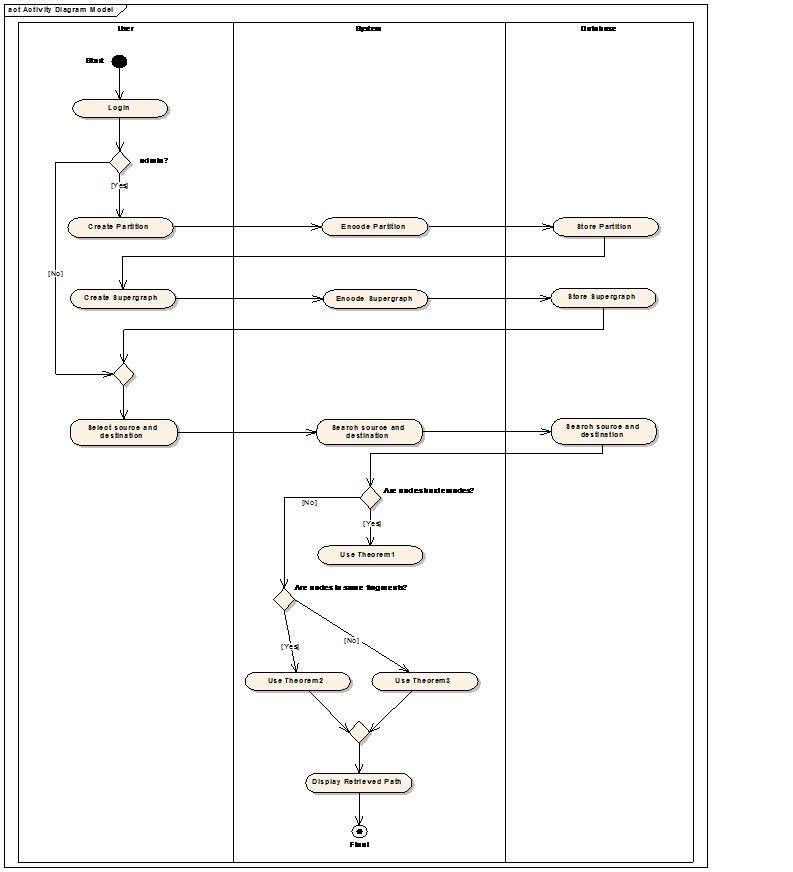 act Activity Diagram Model
User
System
Database
Start
Login
admin?
[Yes]
Create Partition
Encode Partition
Store Partition
[No]
Create Supergraph
Encode Supergraph
Store Supergraph
Select source and
destination
Search source and
destination
Search source and
destination
Are nodes
[No]
[Yes]
Use Theorem1
Are nodes in same fragments?
[Yes]
[No]
Use Theorem2
Use Theorem3
Display Retrieved Path
Final